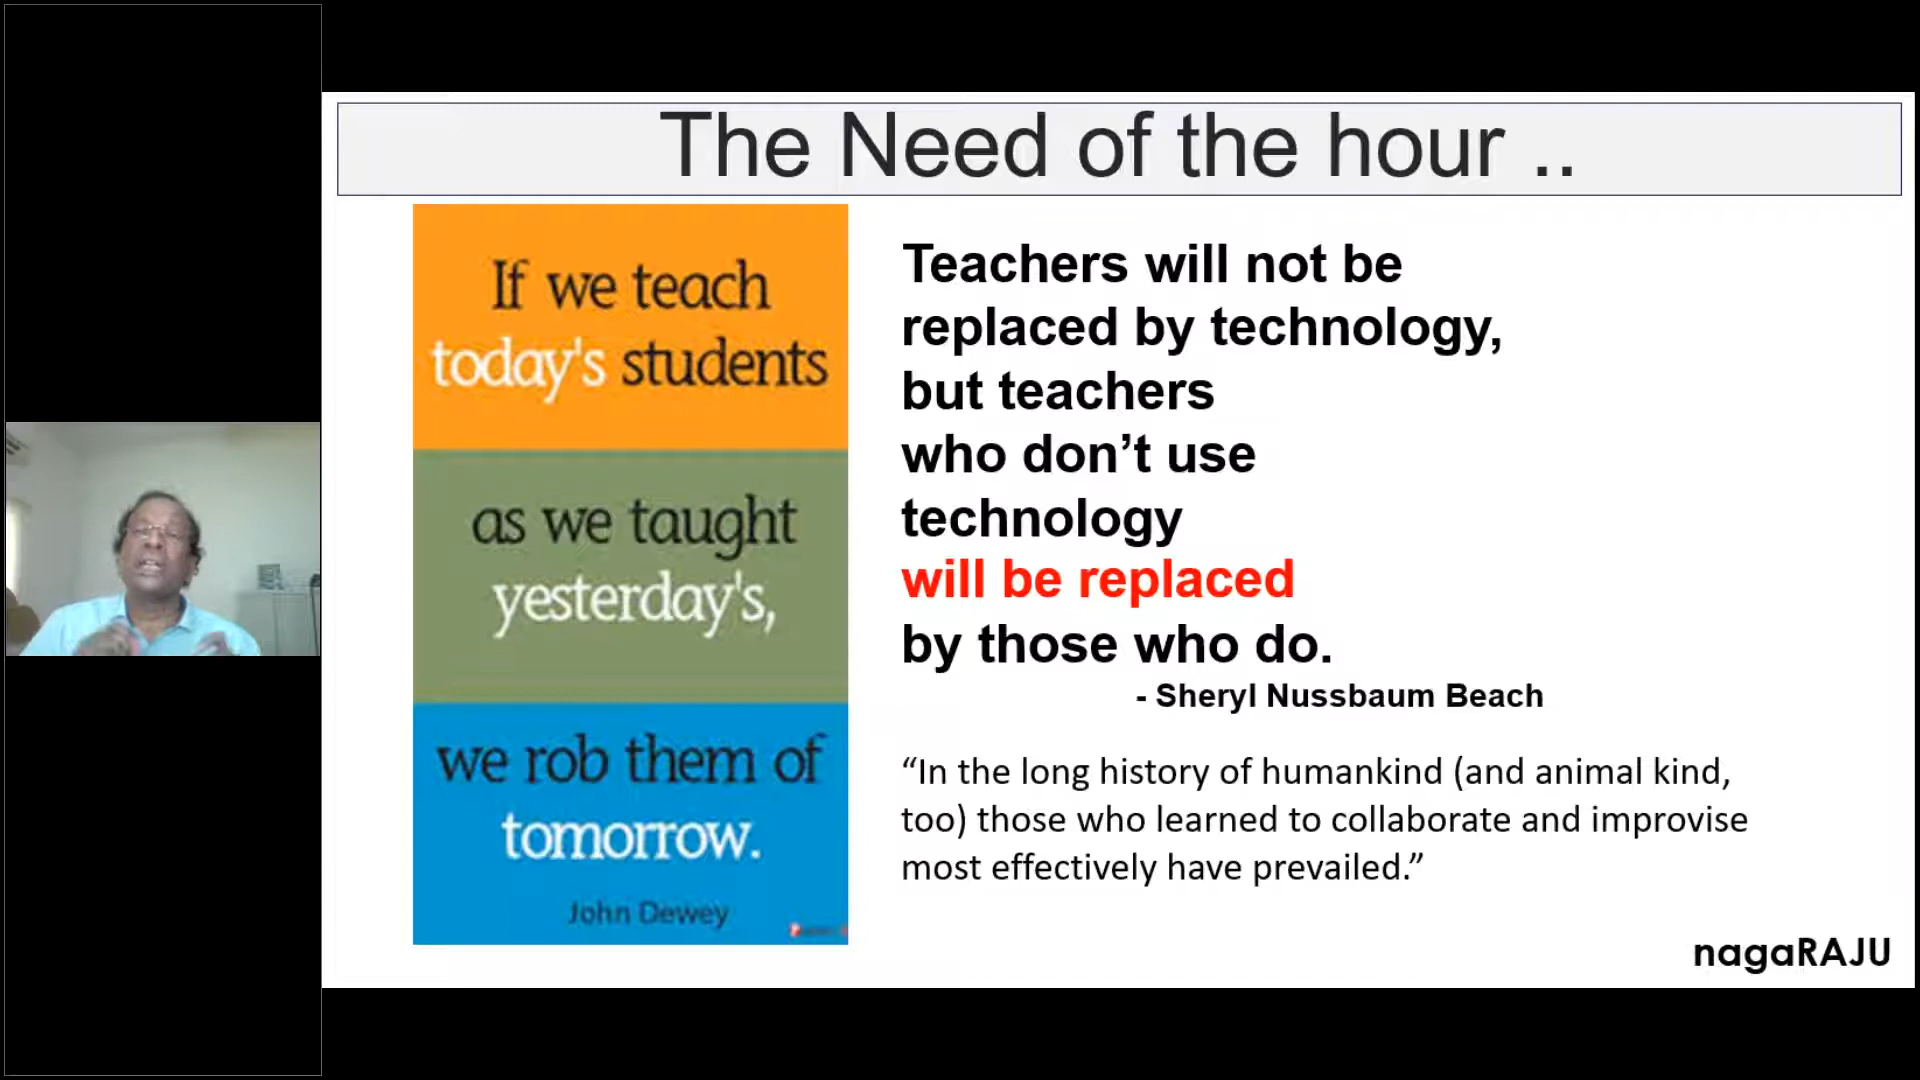 The Need of the hour ..
If we teach
today's students
as we taught
yesterday's,
we rob them of
tomorrow.
John Dewey
Teachers will not be
replaced by technology,
but teachers
who don’t use
technology
will be replaced
by those who do.
- Sheryl Nussbaum Beach
“In the long history of humankind (and animal kind,
too) those who learned to collaborate and improvise
most effectively have prevailed.”
nagaRAJU